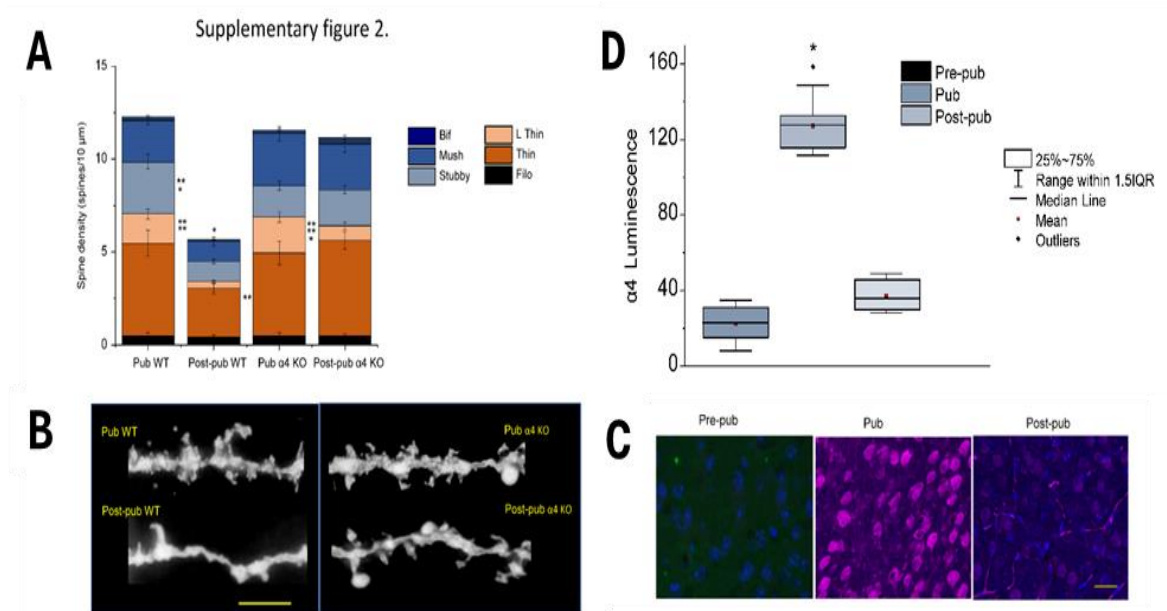 Supplementary figure 2.
A
15
10
5
0
Spine density (spines/10 µm)
**
*
**
**
*
**
**
**
*
Pub WT
Post-pub WT
Pub α4 KO
Post-pub α4 KO
Bif
Mush
Stubby
L Thin
Thin
Filo
D
160
120
80
40
0
α4 Luminescence
*
Pre-pub
Pub
Post-pub
25%~75%
Range within 1.5IQR
Median Line
Mean
Outliers
B
Pub WT
Pub α4 KO
Post-pub WT
Post-pub α4 KO
C
Pre-pub
Pub
Post-pub